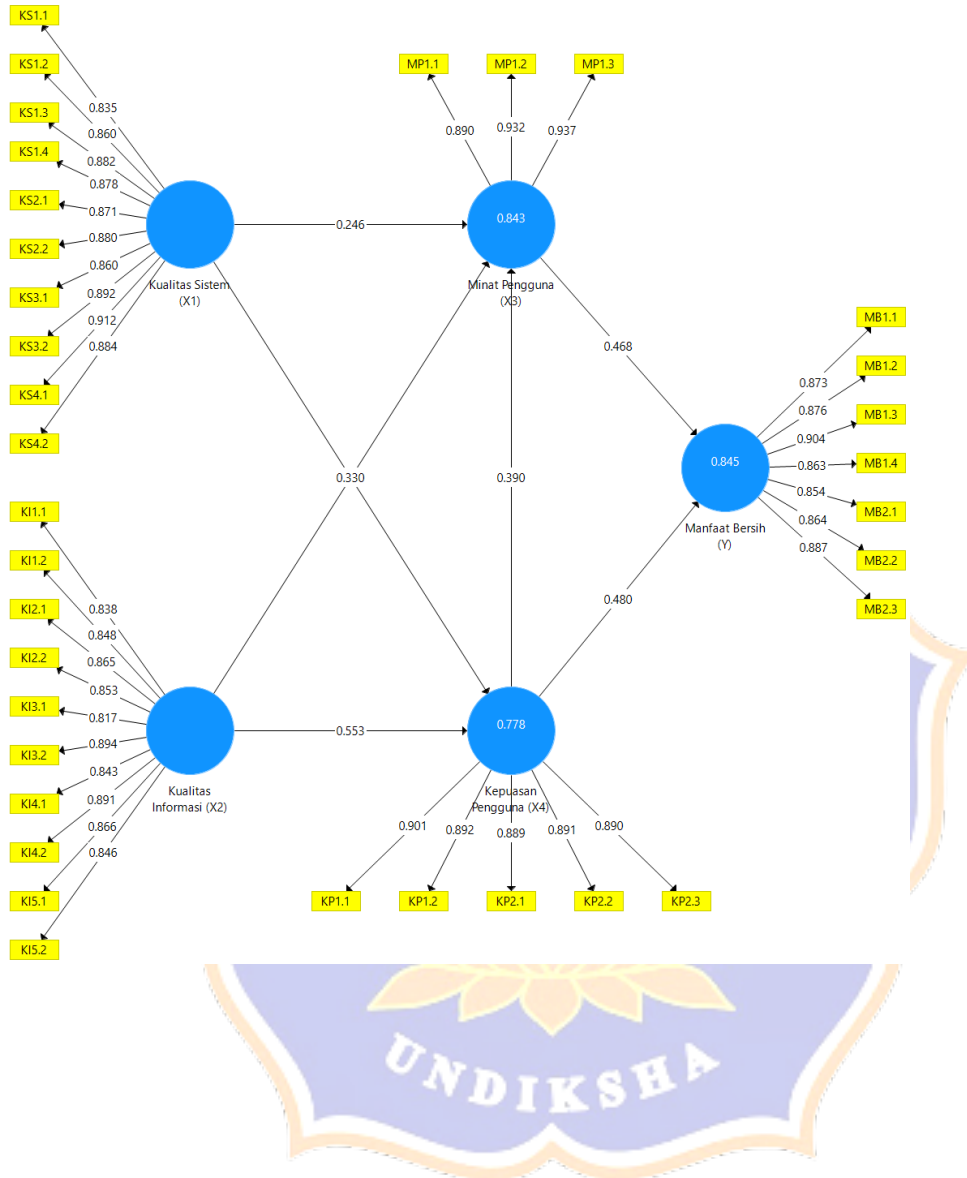 KS1.1
KS1.2
KS1.3
KS1.4
KS2.1
KS2.2
KS3.1
KS3.2
KS4.1
KS4.2
0.835
0.860
0.882
0.878
0.871
0.880
0.860
0.892
0.912
0.884
Kualitas Sistem
(X1)
MP1.1
MP1.2
MP1.3
0.890
0.932
0.937
0.843
Minat Pengguna
(X3)
0.246
0.330
0.390
0.468
0.480
0.553
KI1.1
KI1.2
KI2.1
KI2.2
KI3.1
KI3.2
KI4.1
KI4.2
KI5.1
KI5.2
0.838
0.848
0.865
0.853
0.817
0.894
0.843
0.891
0.866
0.846
Kualitas
Informasi (X2)
0.778
Kepuasan
Pengguna (X4)
0.901
0.892
0.889
0.891
0.890
KP1.1
KP1.2
KP2.1
KP2.2
KP2.3
0.845
Manfaat Bersih
(Y)
0.873
0.876
0.904
0.863
0.854
0.864
0.887
MB1.1
MB1.2
MB1.3
MB1.4
MB2.1
MB2.2
MB2.3
UNDIKSHA